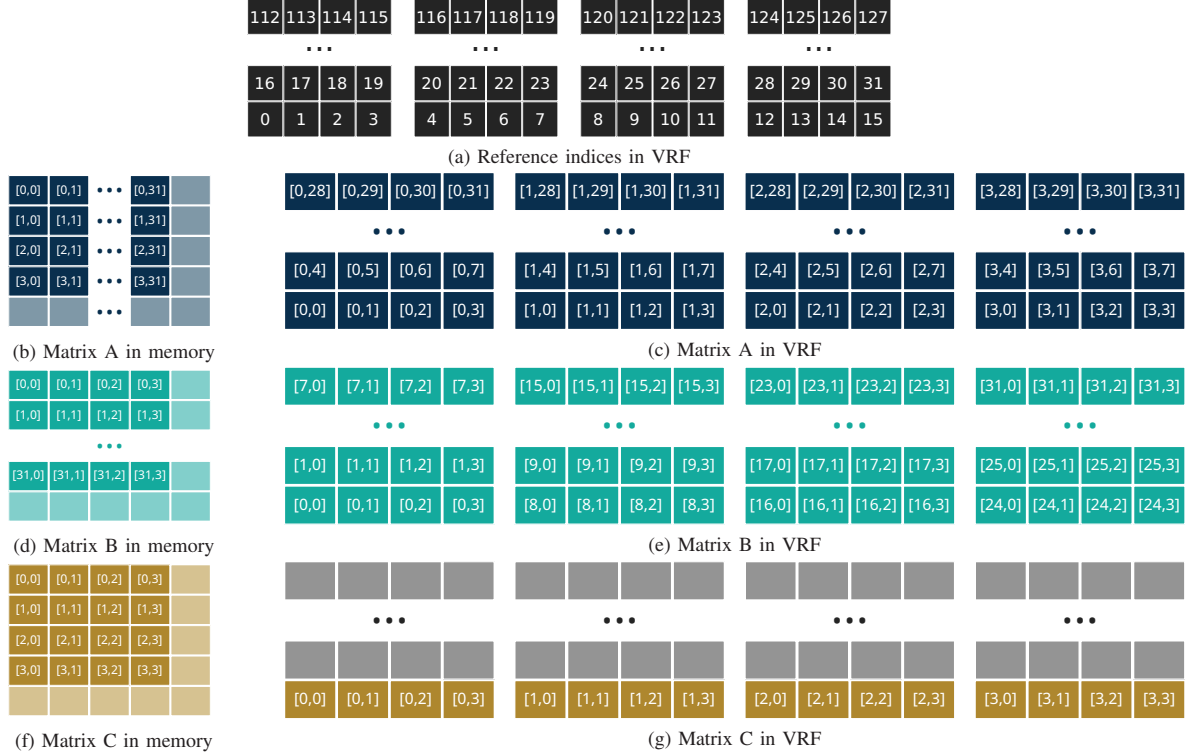 112 113 114 115 116 117 118 119 120 121 122 123 124 125 126 127
...
16 17 18 19 20 21 22 23 24 25 26 27 28 29 30 31
0 1 2 3 4 5 6 7 8 9 10 11 12 13 14 15
(a) Reference indices in VRF
[0,0] [0,1] ... [0,31]
[1,0] [1,1] ... [1,31]
[2,0] [2,1] ... [2,31]
[3,0] [3,1] ... [3,31]
...
(b) Matrix A in memory
[0,28] [0,29] [0,30] [0,31] [1,28] [1,29] [1,30] [1,31] [2,28] [2,29] [2,30] [2,31] [3,28] [3,29] [3,30] [3,31]
... ... ... ...
[0,4] [0,5] [0,6] [0,7] [1,4] [1,5] [1,6] [1,7] [2,4] [2,5] [2,6] [2,7] [3,4] [3,5] [3,6] [3,7]
[0,0] [0,1] [0,2] [0,3] [1,0] [1,1] [1,2] [1,3] [2,0] [2,1] [2,2] [2,3] [3,0] [3,1] [3,2] [3,3]
(c) Matrix A in VRF
[0,0] [0,1] [0,2] [0,3]
[1,0] [1,1] [1,2] [1,3]
...
[31,0] [31,1] [31,2] [31,3]
(d) Matrix B in memory
[7,0] [7,1] [7,2] [7,3] [15,0] [15,1] [15,2] [15,3] [23,0] [23,1] [23,2] [23,3] [31,0] [31,1] [31,2] [31,3]
... ... ... ...
[1,0] [1,1] [1,2] [1,3] [9,0] [9,1] [9,2] [9,3] [17,0] [17,1] [17,2] [17,3] [25,0] [25,1] [25,2] [25,3]
[0,0] [0,1] [0,2] [0,3] [8,0] [8,1] [8,2] [8,3] [16,0] [16,1] [16,2] [16,3] [24,0] [24,1] [24,2] [24,3]
(e) Matrix B in VRF
[0,0] [0,1] [0,2] [0,3]
[1,0] [1,1] [1,2] [1,3]
[2,0] [2,1] [2,2] [2,3]
[3,0] [3,1] [3,2] [3,3]
(f) Matrix C in memory
... ... ... ...
[0,0] [0,1] [0,2] [0,3] [1,0] [1,1] [1,2] [1,3] [2,0] [2,1] [2,2] [2,3] [3,0] [3,1] [3,2] [3,3]
(g) Matrix C in VRF